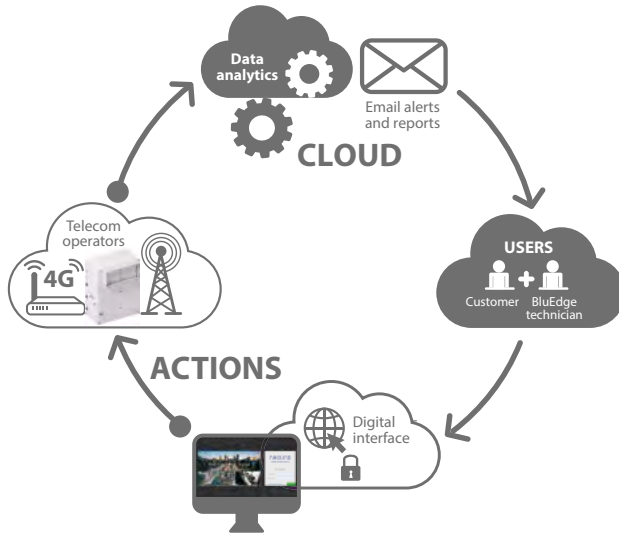 Data
analytics
Email alerts
and reports
CLOUD
Telecom
operators
4G
USERS
Customer
BluEdge
technician
ACTIONS
Digital
interface